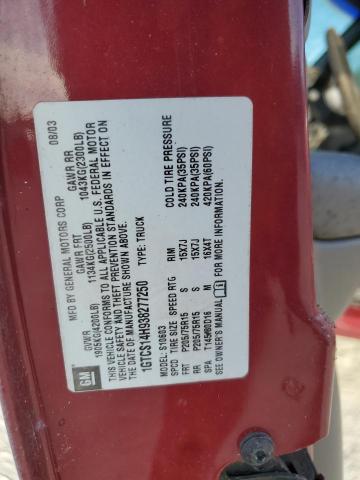 GM
MFD BY GENERAL MOTORS CORP 08/03
GVWR GAWR FRT GAWR RR
1905KG(4200LB) 1134KG(2500LB) 1043KG(2300LB)
THIS VEHICLE CONFORMS TO ALL APPLICABLE U.S. FEDERAL MOTOR
VEHICLE SAFETY AND THEFT PREVENTION STANDARDS IN EFFECT ON
THE DATE OF MANUFACTURE SHOWN ABOVE.
1GTCS14H938277250 TYPE: TRUCK
MODEL: S10603
SPCD TIRE SIZE SPEED RTG RIM COLD TIRE PRESSURE
FRT P205/75R15 S 15X7J 240KPA(35PSI)
RR P205/75R15 S 15X7J 240KPA(35PSI)
SPA T145/80D16 M 16X4T 420KPA(60PSI)
SEE OWNERS MANUAL FOR MORE INFORMATION.